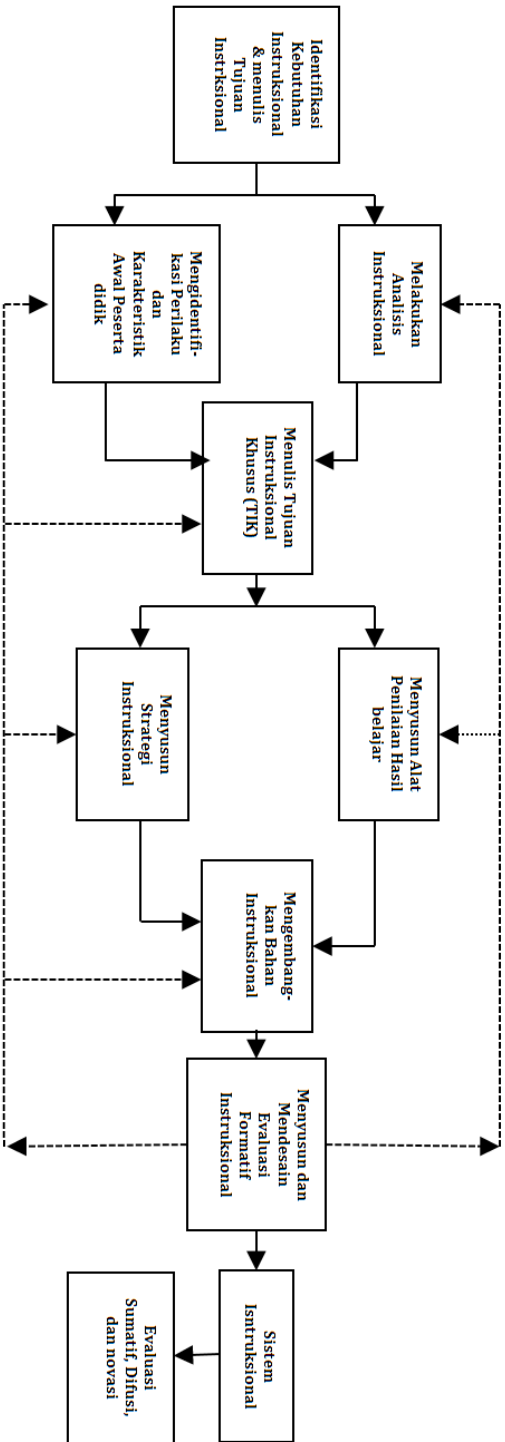 Identifikasi
Kebutuhan
Instruksional
& menulis
Tujuan
Instrksional
Melakukan
Analisis
Instruksional
Mengidentifi-
kasi Perilaku
dan
Karakteristik
Awal Peserta
didik
Menulis Tujuan
Instruksional
Khusus (TIK)
Menyusun Alat
Penilaian Hasil
belajar
Menyusun
Strategi
Instruksional
Mengembang-
kan Bahan
Instruksional
Menyusun dan
Mendesain
Evaluasi
Formatif
Instruksional
Sistem
Isntruksional
Evaluasi
Sumatif, Difusi,
dan novasi